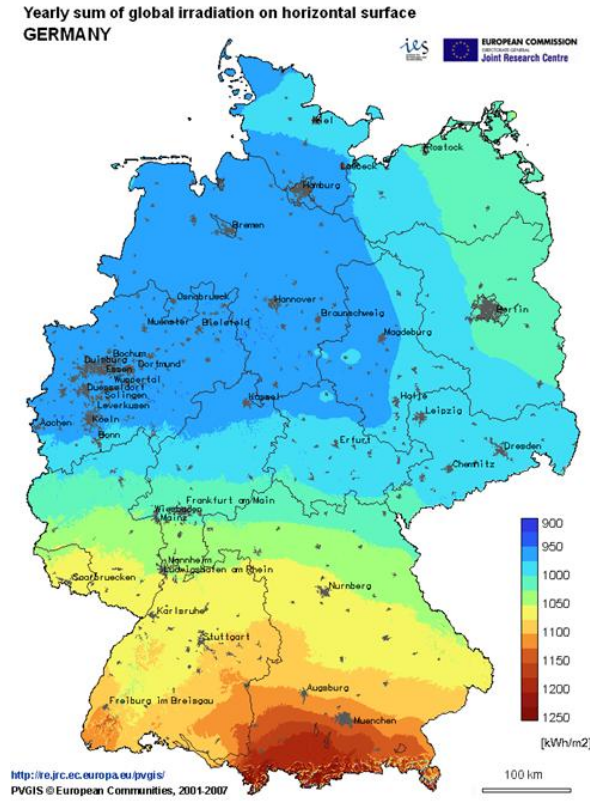 Yearly sum of global irradiation on horizontal surface
GERMANY
ies
EUROPEAN COMMISSION
DIRECTORATE-GENERAL
Joint Research Centre
Kiel
Rostock
Luebeck
Hamburg
Bremen
Osnabrueck
Hannover
Berlin
Muenster
Bielefeld
Braunschweig
Magdeburg
Bochum
Duisburg
Essen
Dortmund
Wuppertal
Duesseldorf
Solingen
Leverkusen
Kassel
Halle
Leipzig
Aachen
Koeln
Bonn
Erfurt
Dresden
Chemnitz
Frankfurt am Main
Wiesbaden
Mainz
Mannheim
Ludwigshafen am Rhein
Saarbruecken
Nurnberg
Karlsruhe
Stuttgart
Augsburg
Freiburg im Breisgau
Muenchen
900
950
1000
1050
1100
1150
1200
1250
[kWh/m2]
http://re.jrc.ec.europa.eu/pvgis/
PVGIS © European Communities, 2001-2007
100 km